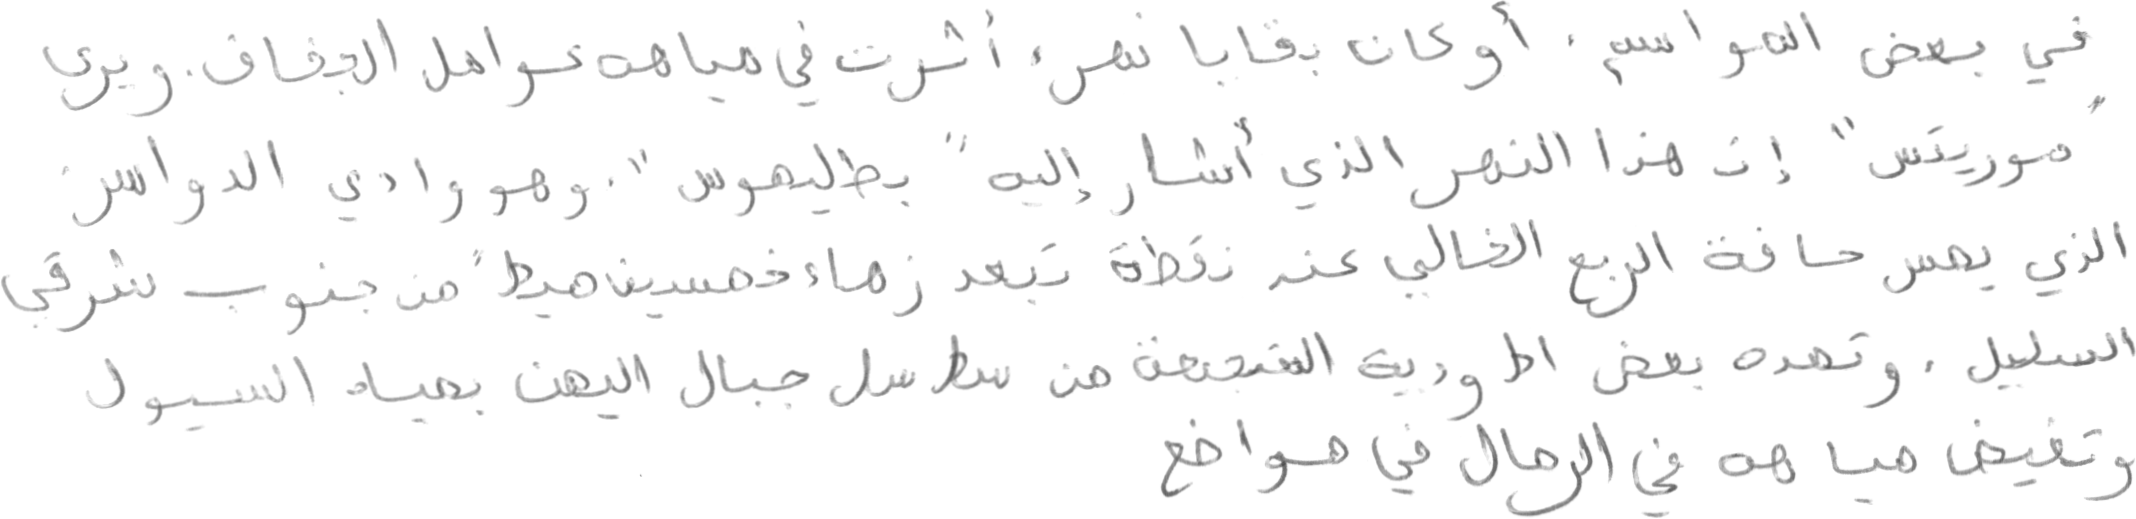 في بعض المواسم، أو كان بقايا نهر، أثرت في مياهه عوامل الجفاف. ويرى
"موريتس" إن هذا النهر الذي أشار إليه "بطليموس"، وهو وادي الدواسر
الذي يمس حافة الربع الخالي عند نقطة تبعد زهاء خمسين ميلاً من جنوب شرقي
السليل، وتمده بعض الأودية المتجمعة من سلاسل جبال اليمن بمياه السيول
وتفيض مياهه في الرمال في مواضع